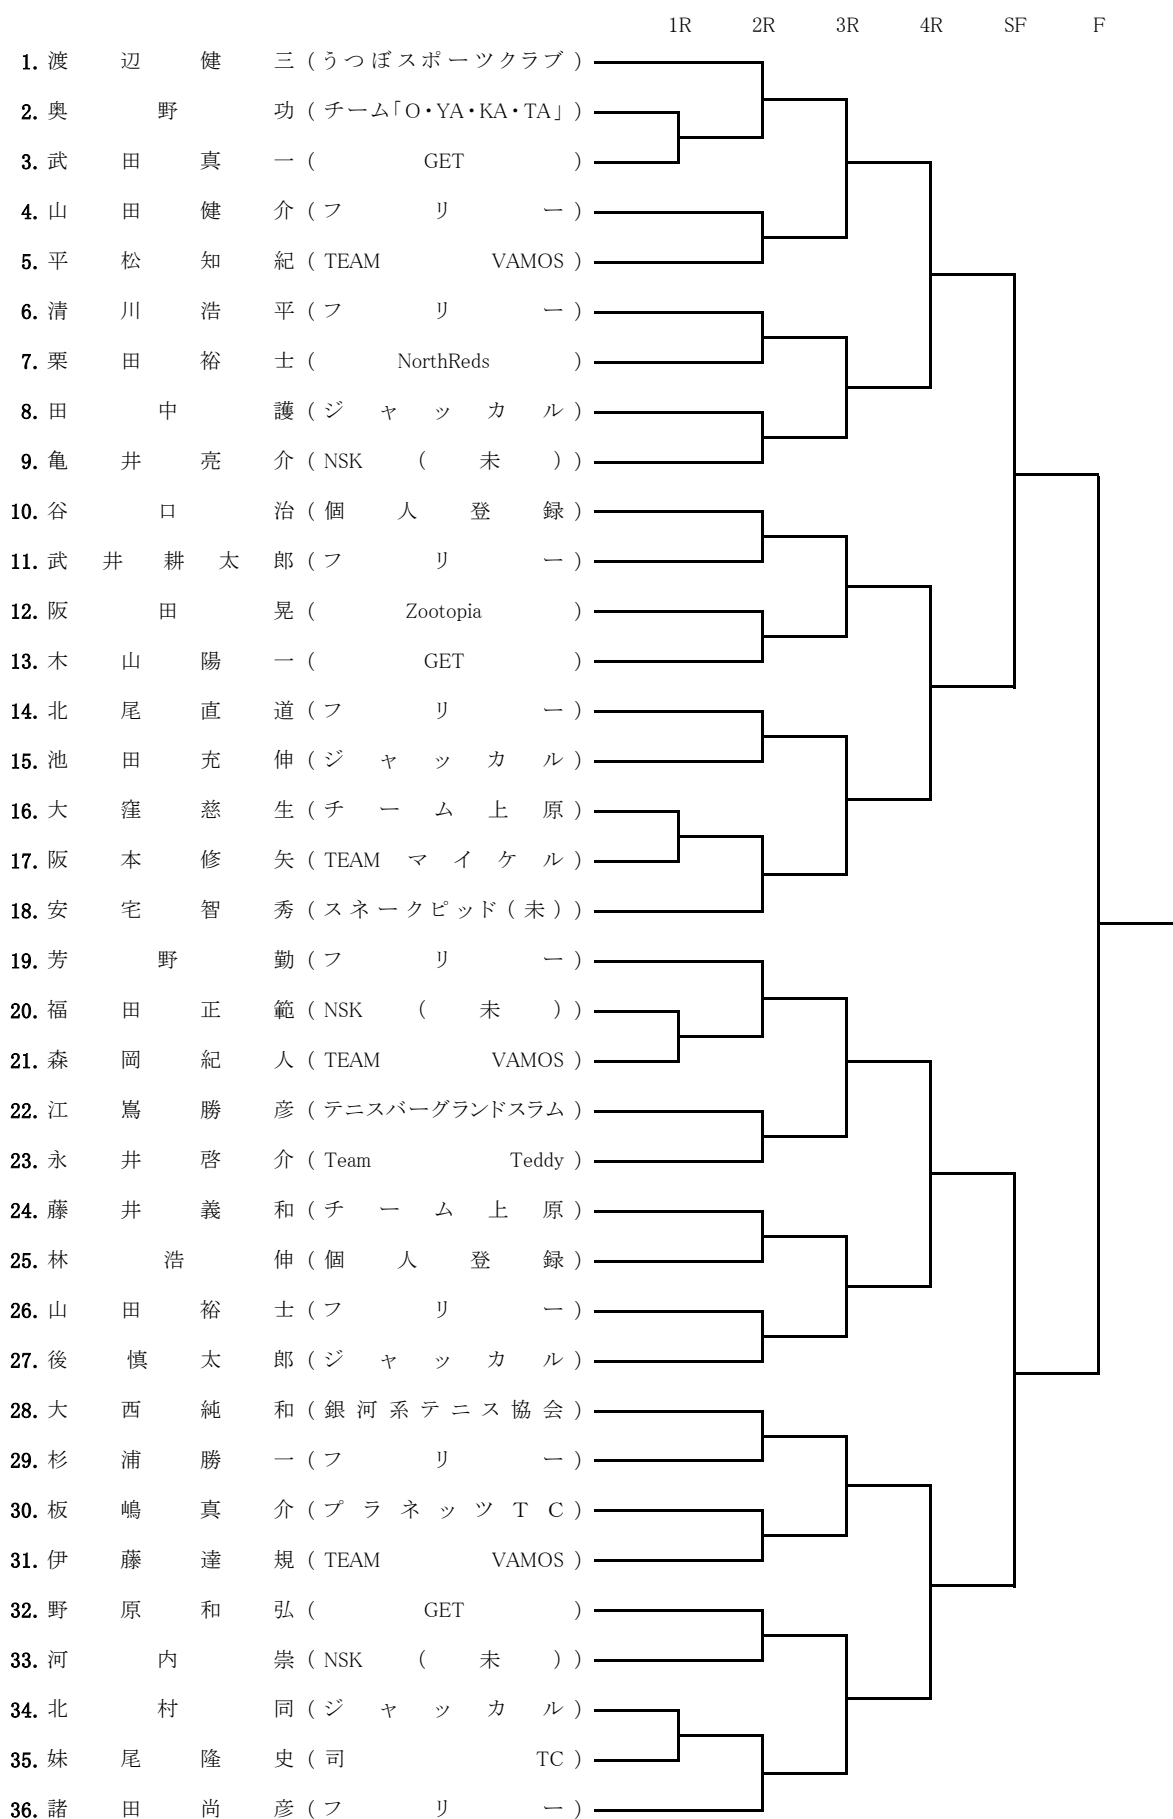 1R 2R 3R 4R SF F
1. 渡辺健三 (うつぼスポーツクラブ)
2. 奥野功 (チーム「O・YA・KA・TA」)
3. 武田真一 (GET)
4. 山田健介 (フリー)
5. 平松知紀 (TEAM VAMOS)
6. 清川浩平 (フリー)
7. 栗田裕士 (NorthReds)
8. 田中護 (ジャッカル)
9. 亀井亮介 (NSK(未))
10. 谷口治 (個人登録)
11. 武井耕太郎 (フリー)
12. 阪田晃 (Zootopia)
13. 木山陽一 (GET)
14. 北尾直道 (フリー)
15. 池田充伸 (ジャッカル)
16. 大窪慈生 (チーム上原)
17. 阪本修矢 (TEAMマイケル)
18. 安宅智秀 (スネークピッド(未))
19. 芳野勤 (フリー)
20. 福田正範 (NSK(未))
21. 森岡紀人 (TEAM VAMOS)
22. 江嶌勝彦 (テニスバーグランドスラム)
23. 永井啓介 (Team Teddy)
24. 藤井義和 (チーム上原)
25. 林浩伸 (個人登録)
26. 山田裕士 (フリー)
27. 後慎太郎 (ジャッカル)
28. 大西純和 (銀河系テニス協会)
29. 杉浦勝一 (フリー)
30. 板嶋真介 (プラネッツTC)
31. 伊藤達規 (TEAM VAMOS)
32. 野原和弘 (GET)
33. 河内崇 (NSK(未))
34. 北村同 (ジャッカル)
35. 妹尾隆史 (司TC)
36. 諸田尚彦 (フリー)